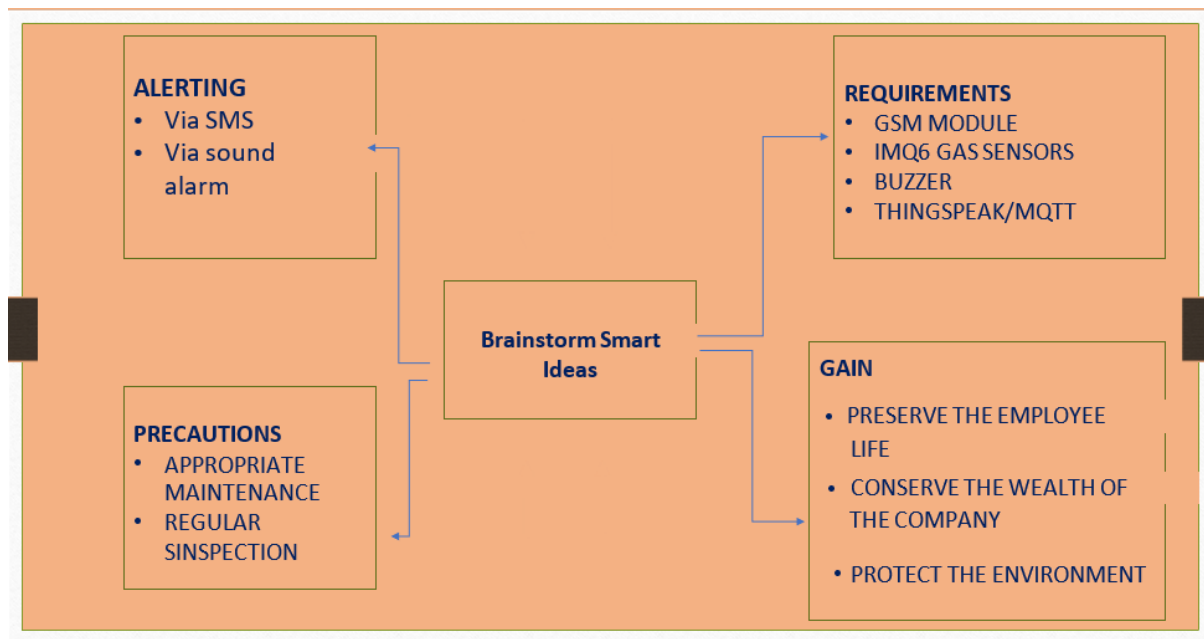 ALERTING
• Via SMS
• Via sound
alarm
REQUIREMENTS
• GSM MODULE
• IMQ6 GAS SENSORS
• BUZZER
• THINGSPEAK/MQTT
Brainstorm Smart
Ideas
PRECAUTIONS
• APPROPRIATE
MAINTENANCE
• REGULAR
SINSPECTION
GAIN
• PRESERVE THE EMPLOYEE
LIFE
• CONSERVE THE WEALTH OF
THE COMPANY
• PROTECT THE ENVIRONMENT